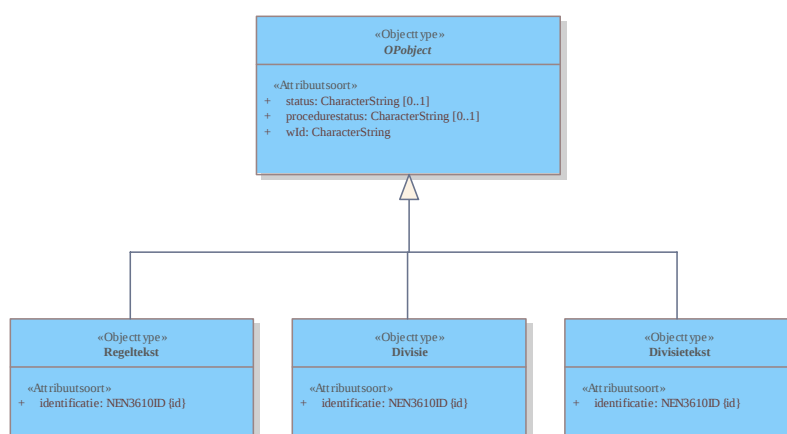 «Objecttype»
OPobject
«Attribuutsoort»
+ status: CharacterString [0..1]
+ procedurestatus: CharacterString [0..1]
+ wId: CharacterString
«Objecttype»
Regeltekst
«Attribuutsoort»
+ identificatie: NEN3610ID {id}
«Objecttype»
Divisie
«Attribuutsoort»
+ identificatie: NEN3610ID {id}
«Objecttype»
Divisietekst
«Attribuutsoort»
+ identificatie: NEN3610ID {id}